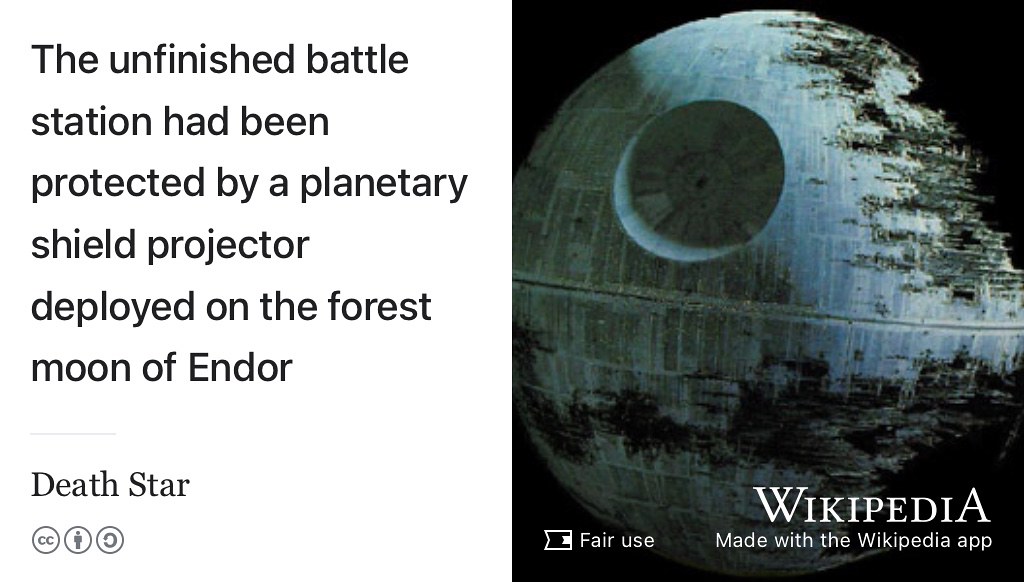 The unfinished battle
station had been
protected by a planetary
shield projector
deployed on the forest
moon of Endor
Death Star
cc
WIKIPEDIA
Fair use
Made with the Wikipedia app